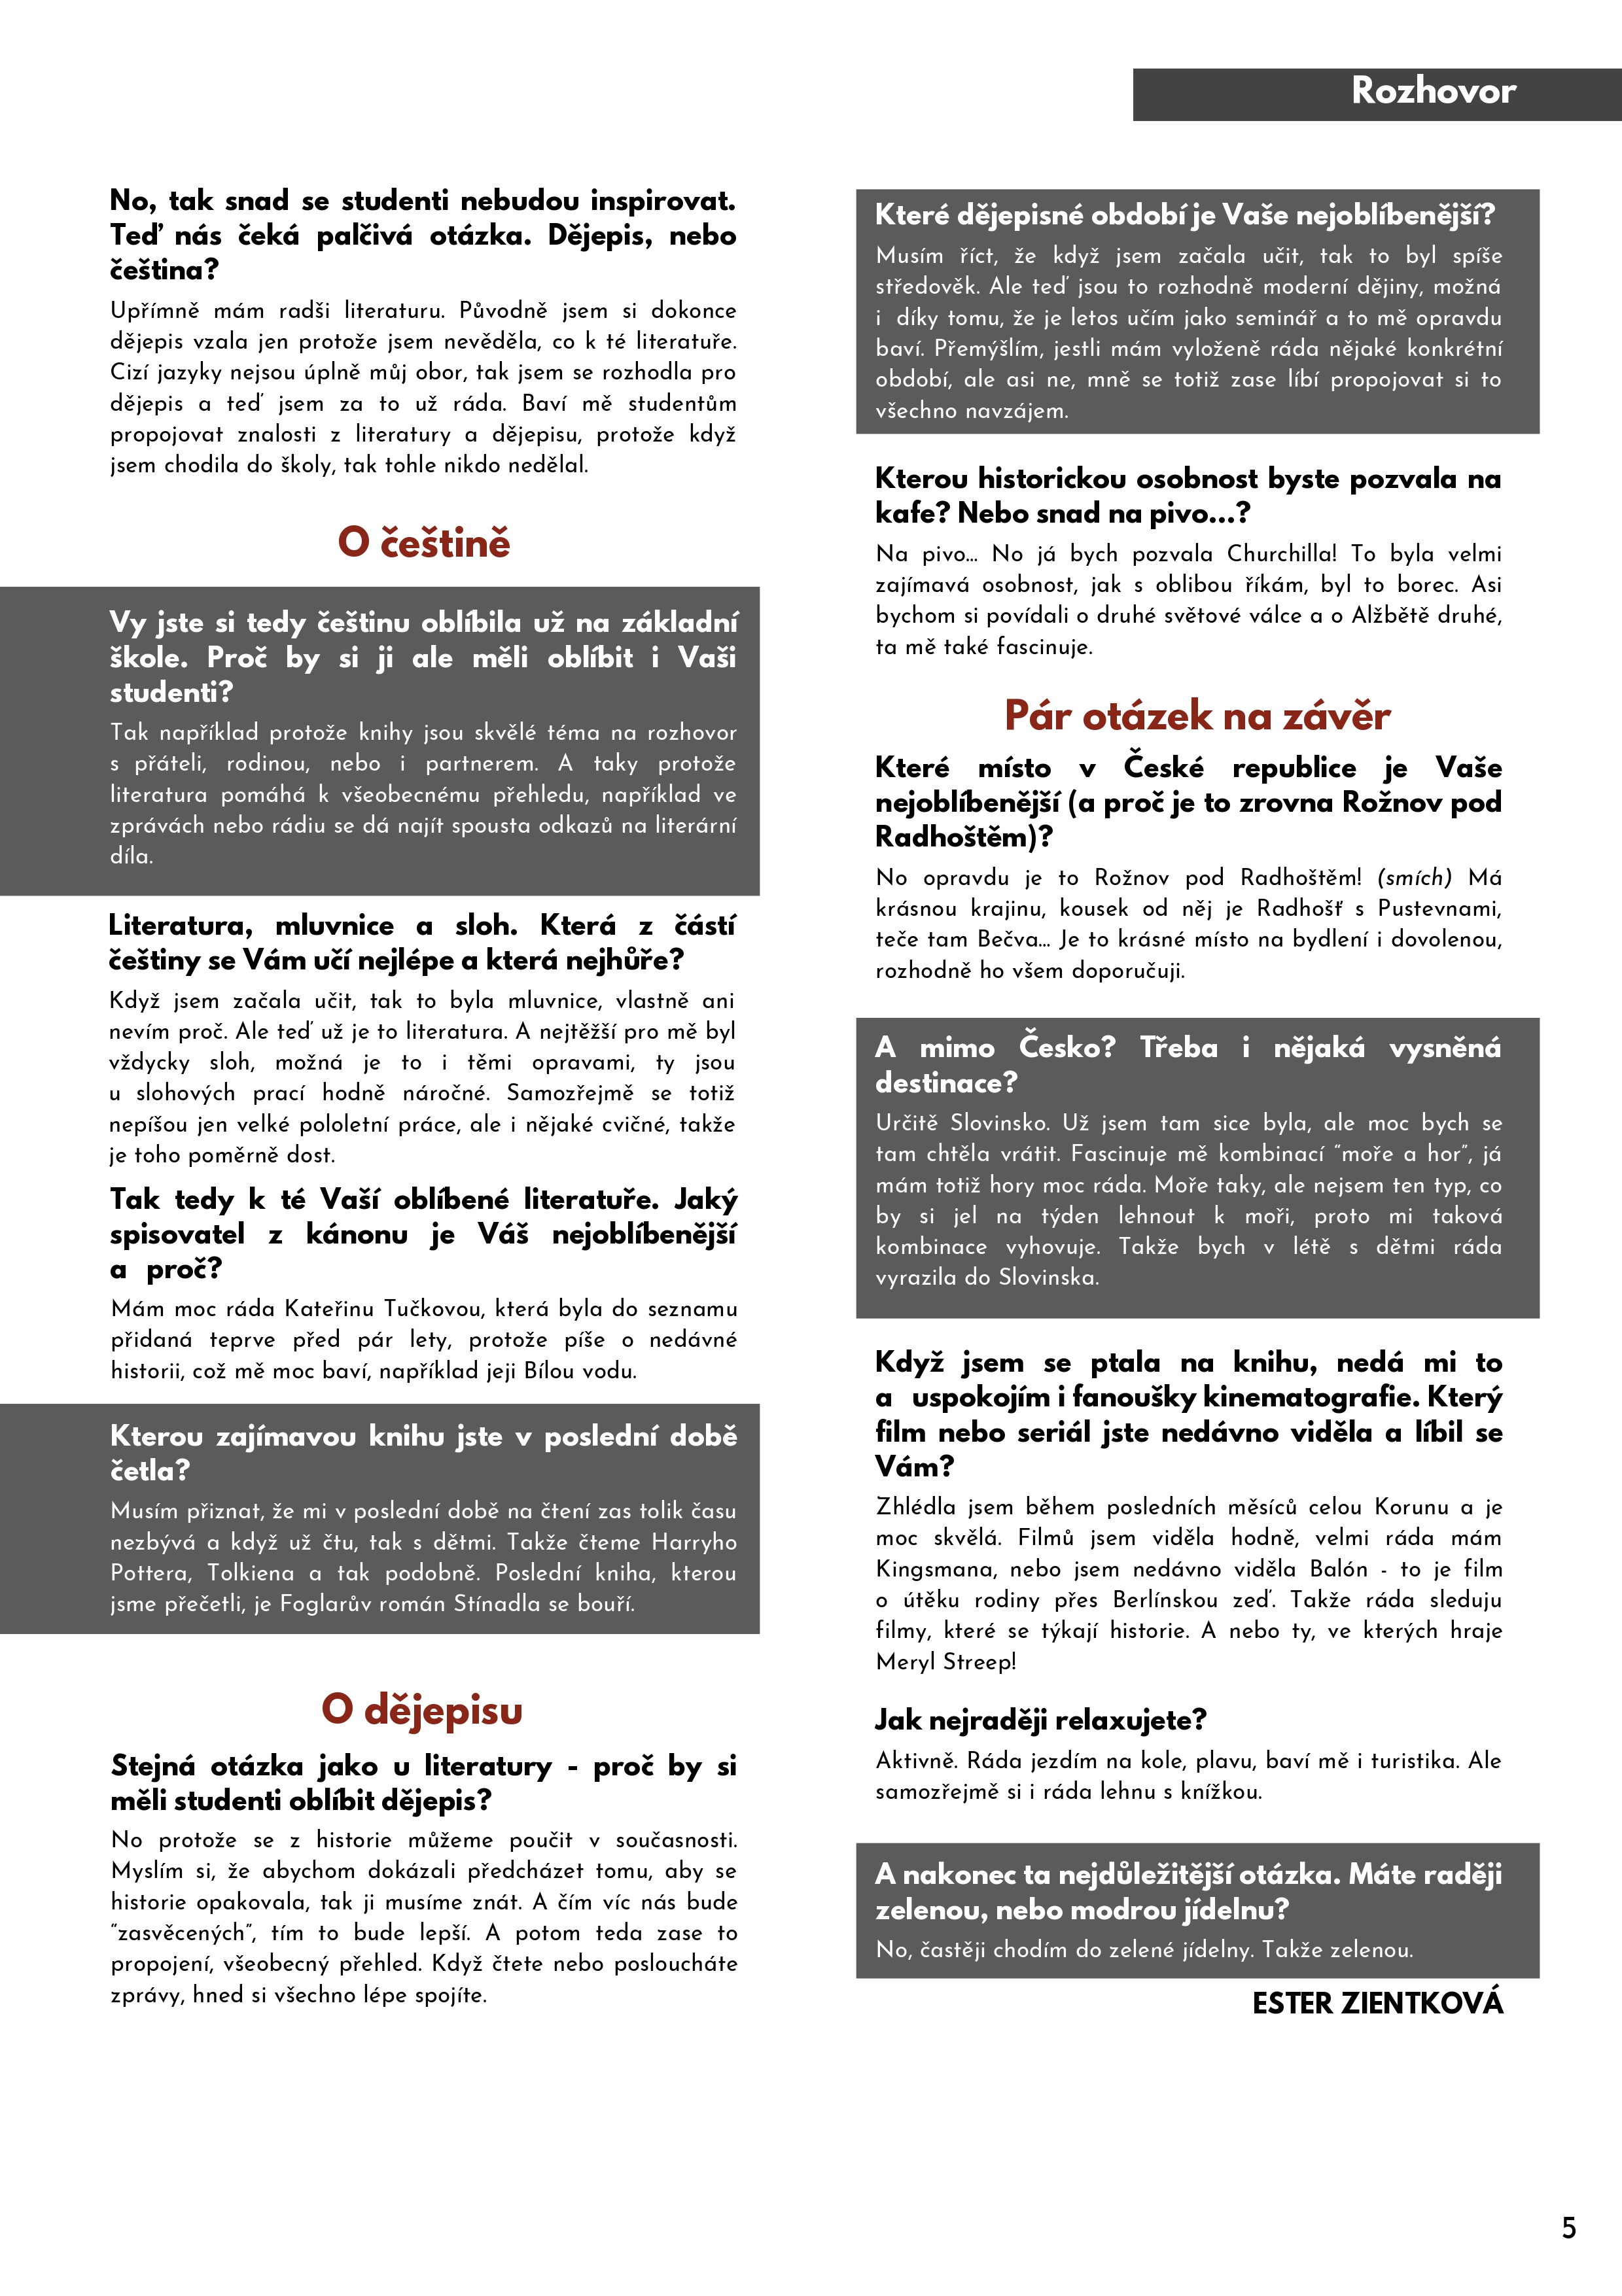 Rozhovor
No, tak snad se studenti nebudou inspirovat.
Teď nás čeká palčivá otázka. Dějepis, nebo
čeština?
Upřímně mám radši literaturu. Původně jsem si dokonce
dějepis vzala jen protože jsem nevěděla, co k té literatuře.
Cizí jazyky nejsou úplně můj obor, tak jsem se rozhodla pro
dějepis a teď jsem za to už ráda. Baví mě studentům
propojovat znalosti z literatury a dějepisu, protože když
jsem chodila do školy, tak tohle nikdo nedělal.
O češtině
Vy jste si tedy češtinu oblíbila už na základní
škole. Proč by si ji ale měli oblíbit i Vaši
studenti?
Tak například protože knihy jsou skvělé téma na rozhovor
s přáteli, rodinou, nebo i partnerem. A taky protože
literatura pomáhá k všeobecnému přehledu, například ve
zprávách nebo rádiu se dá najít spousta odkazů na literární
díla.
Literatura, mluvnice a sloh. Která z částí
češtiny se Vám učí nejlépe a která nejhůře?
Když jsem začala učit, tak to byla mluvnice, vlastně ani
nevím proč. Ale teď už je to literatura. A nejtěžší pro mě byl
vždycky sloh, možná je to i těmi opravami, ty jsou
u slohových prací hodně náročné. Samozřejmě se totiž
nepíšou jen velké pololetní práce, ale i nějaké cvičné, takže
je toho poměrně dost.
Tak tedy k té Vaší oblíbené literatuře. Jaký
spisovatel z kánonu je Váš nejoblíbenější
a proč?
Mám moc ráda Kateřinu Tučkovou, která byla do seznamu
přidaná teprve před pár lety, protože píše o nedávné
historii, což mě moc baví, například jeji Bílou vodu.
Kterou zajímavou knihu jste v poslední době
četla?
Musím přiznat, že mi v poslední době na čtení zas tolik času
nezbývá a když už čtu, tak s dětmi. Takže čteme Harryho
Pottera, Tolkiena a tak podobně. Poslední kniha, kterou
jsme přečetli, je Foglarův román Stínadla se bouří.
O dějepisu
Stejná otázka jako u literatury - proč by si
měli studenti oblíbit dějepis?
No protože se z historie můžeme poučit v současnosti.
Myslím si, že abychom dokázali předcházet tomu, aby se
historie opakovala, tak ji musíme znát. A čím víc nás bude
“zasvěcených”, tím to bude lepší. A potom teda zase to
propojení, všeobecný přehled. Když čtete nebo posloucháte
zprávy, hned si všechno lépe spojíte.
Které dějepisné období je Vaše nejoblíbenější?
Musím říct, že když jsem začala učit, tak to byl spíše
středověk. Ale teď jsou to rozhodně moderní dějiny, možná
i díky tomu, že je letos učím jako seminář a to mě opravdu
baví. Přemýšlím, jestli mám vyloženě ráda nějaké konkrétní
období, ale asi ne, mně se totiž zase líbí propojovat si to
všechno navzájem.
Kterou historickou osobnost byste pozvala na
kafe? Nebo snad na pivo...?
Na pivo... No já bych pozvala Churchilla! To byla velmi
zajímavá osobnost, jak s oblibou říkám, byl to borec. Asi
bychom si povídali o druhé světové válce a o Alžbětě druhé,
ta mě také fascinuje.
Pár otázek na závěr
Které místo v České republice je Vaše
nejoblíbenější (a proč je to zrovna Rožnov pod
Radhoštěm)?
No opravdu je to Rožnov pod Radhoštěm! (smích) Má
krásnou krajinu, kousek od něj je Radhošť s Pustevnami,
teče tam Bečva... Je to krásné místo na bydlení i dovolenou,
rozhodně ho všem doporučuji.
A mimo Česko? Třeba i nějaká vysněná
destinace?
Určitě Slovinsko. Už jsem tam sice byla, ale moc bych se
tam chtěla vrátit. Fascinuje mě kombinací “moře a hor”, já
mám totiž hory moc ráda. Moře taky, ale nejsem ten typ, co
by si jel na týden lehnout k moři, proto mi taková
kombinace vyhovuje. Takže bych v létě s dětmi ráda
vyrazila do Slovinska.
Když jsem se ptala na knihu, nedá mi to
a uspokojím i fanoušky kinematografie. Který
film nebo seriál jste nedávno viděla a líbil se
Vám?
Zhlédla jsem během posledních měsíců celou Korunu a je
moc skvělá. Filmů jsem viděla hodně, velmi ráda mám
Kingsmana, nebo jsem nedávno viděla Balón - to je film
o útěku rodiny přes Berlínskou zeď. Takže ráda sleduju
filmy, které se týkají historie. A nebo ty, ve kterých hraje
Meryl Streep!
Jak nejraději relaxujete?
Aktivně. Ráda jezdím na kole, plavu, baví mě i turistika. Ale
samozřejmě si i ráda lehnu s knížkou.
A nakonec ta nejdůležitější otázka. Máte raději
zelenou, nebo modrou jídelnu?
No, častěji chodím do zelené jídelny. Takže zelenou.
ESTER ZIENTKOVÁ
5